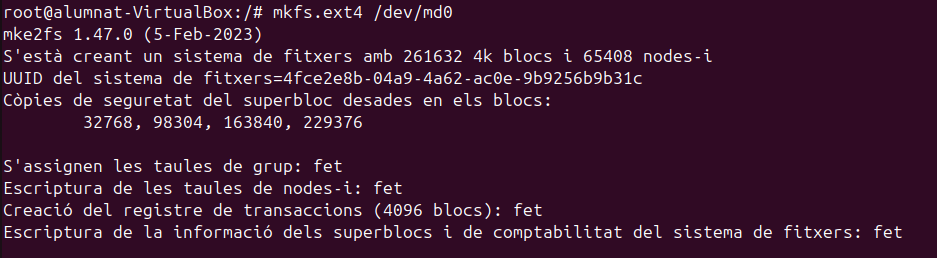 root@alumnat-VirtualBox:/# mkfs.ext4 /dev/md0
mke2fs 1.47.0 (5-Feb-2023)
S'està creant un sistema de fitxers amb 261632 4k blocs i 65408 nodes-i
UUID del sistema de fitxers=4fce2e8b-04a9-4a62-ac0e-9b9256b9b31c
Còpies de seguretat del superbloc desades en els blocs:
32768, 98304, 163840, 229376
S'assignen les taules de grup: fet
Escriptura de les taules de nodes-i: fet
Creació del registre de transaccions (4096 blocs): fet
Escriptura de la informació dels superblocs i de comptabilitat del sistema de fitxers: fet